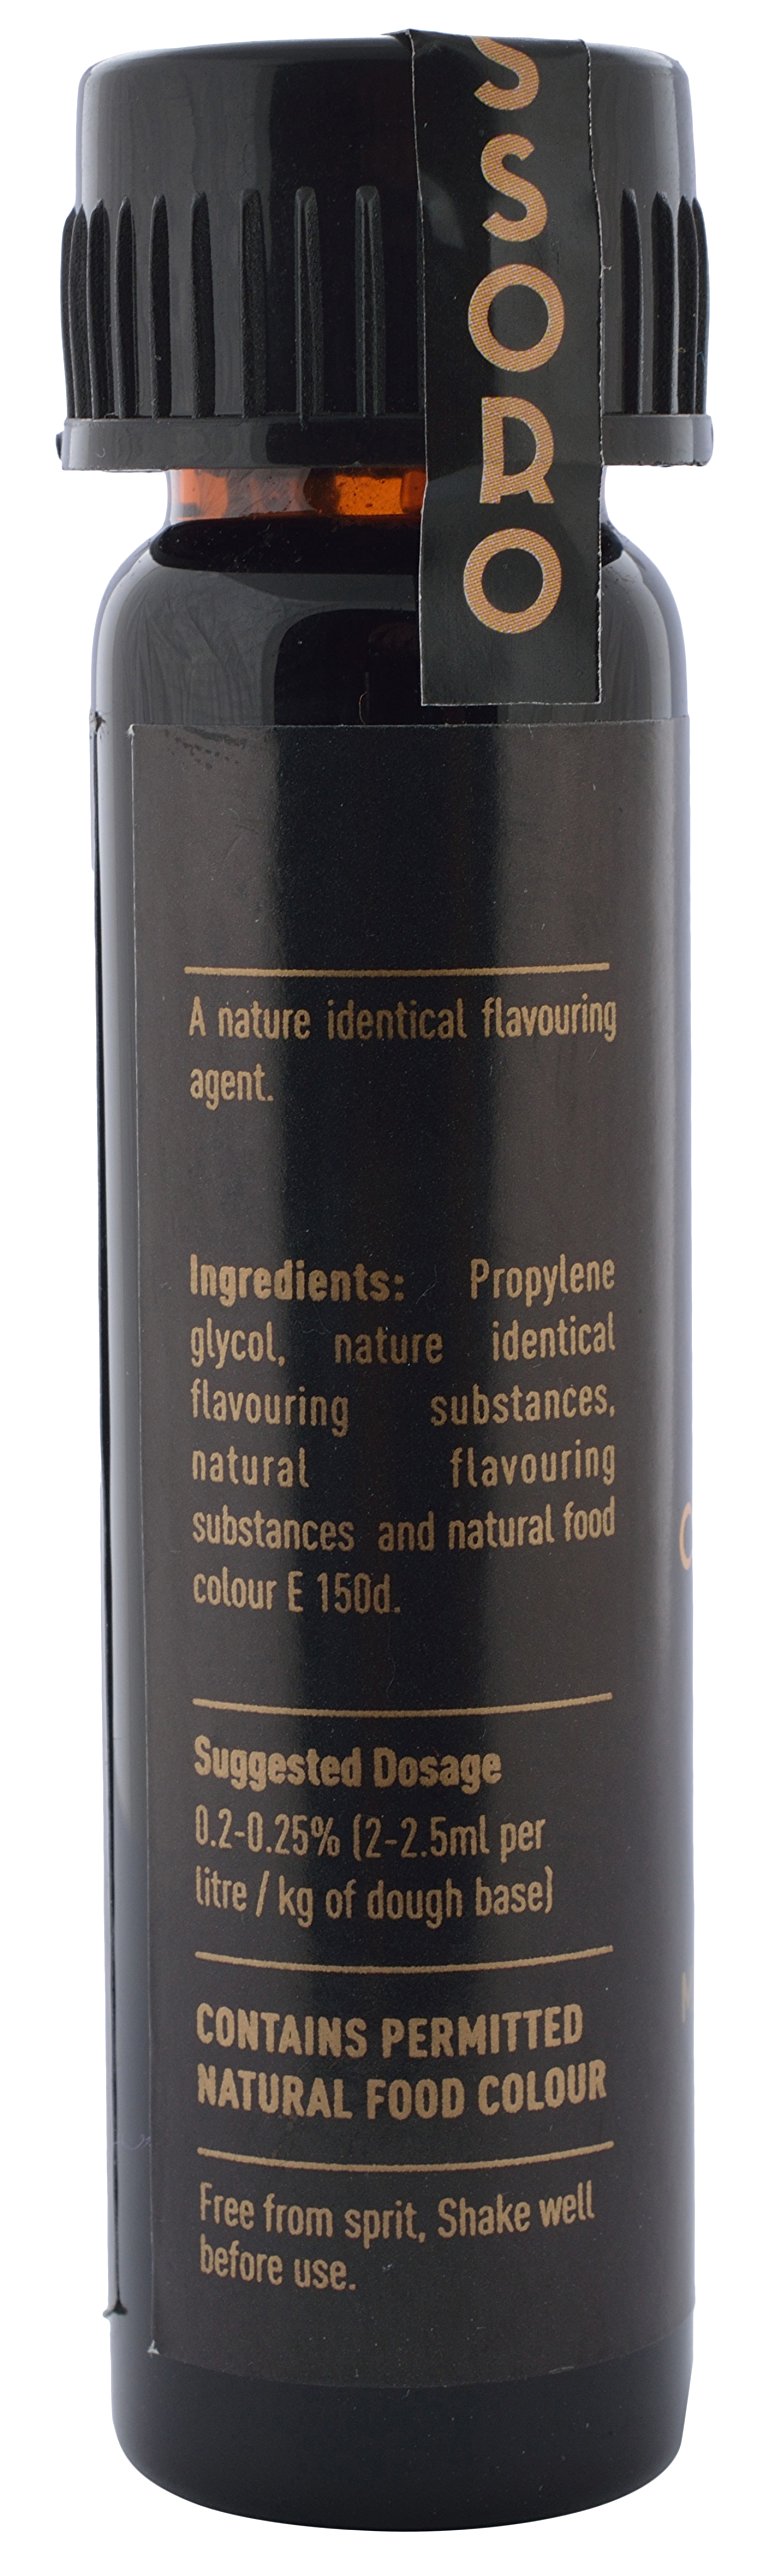 SSORO
A nature identical flavouring
agent.
Ingredients: Propylene
glycol, nature identical
flavouring substances,
natural flavouring
substances and natural food
colour E 150d.
Suggested Dosage
0.2-0.25% (2-2.5ml per
litre / kg of dough base)
CONTAINS PERMITTED
NATURAL FOOD COLOUR
Free from sprit, Shake well
before use.